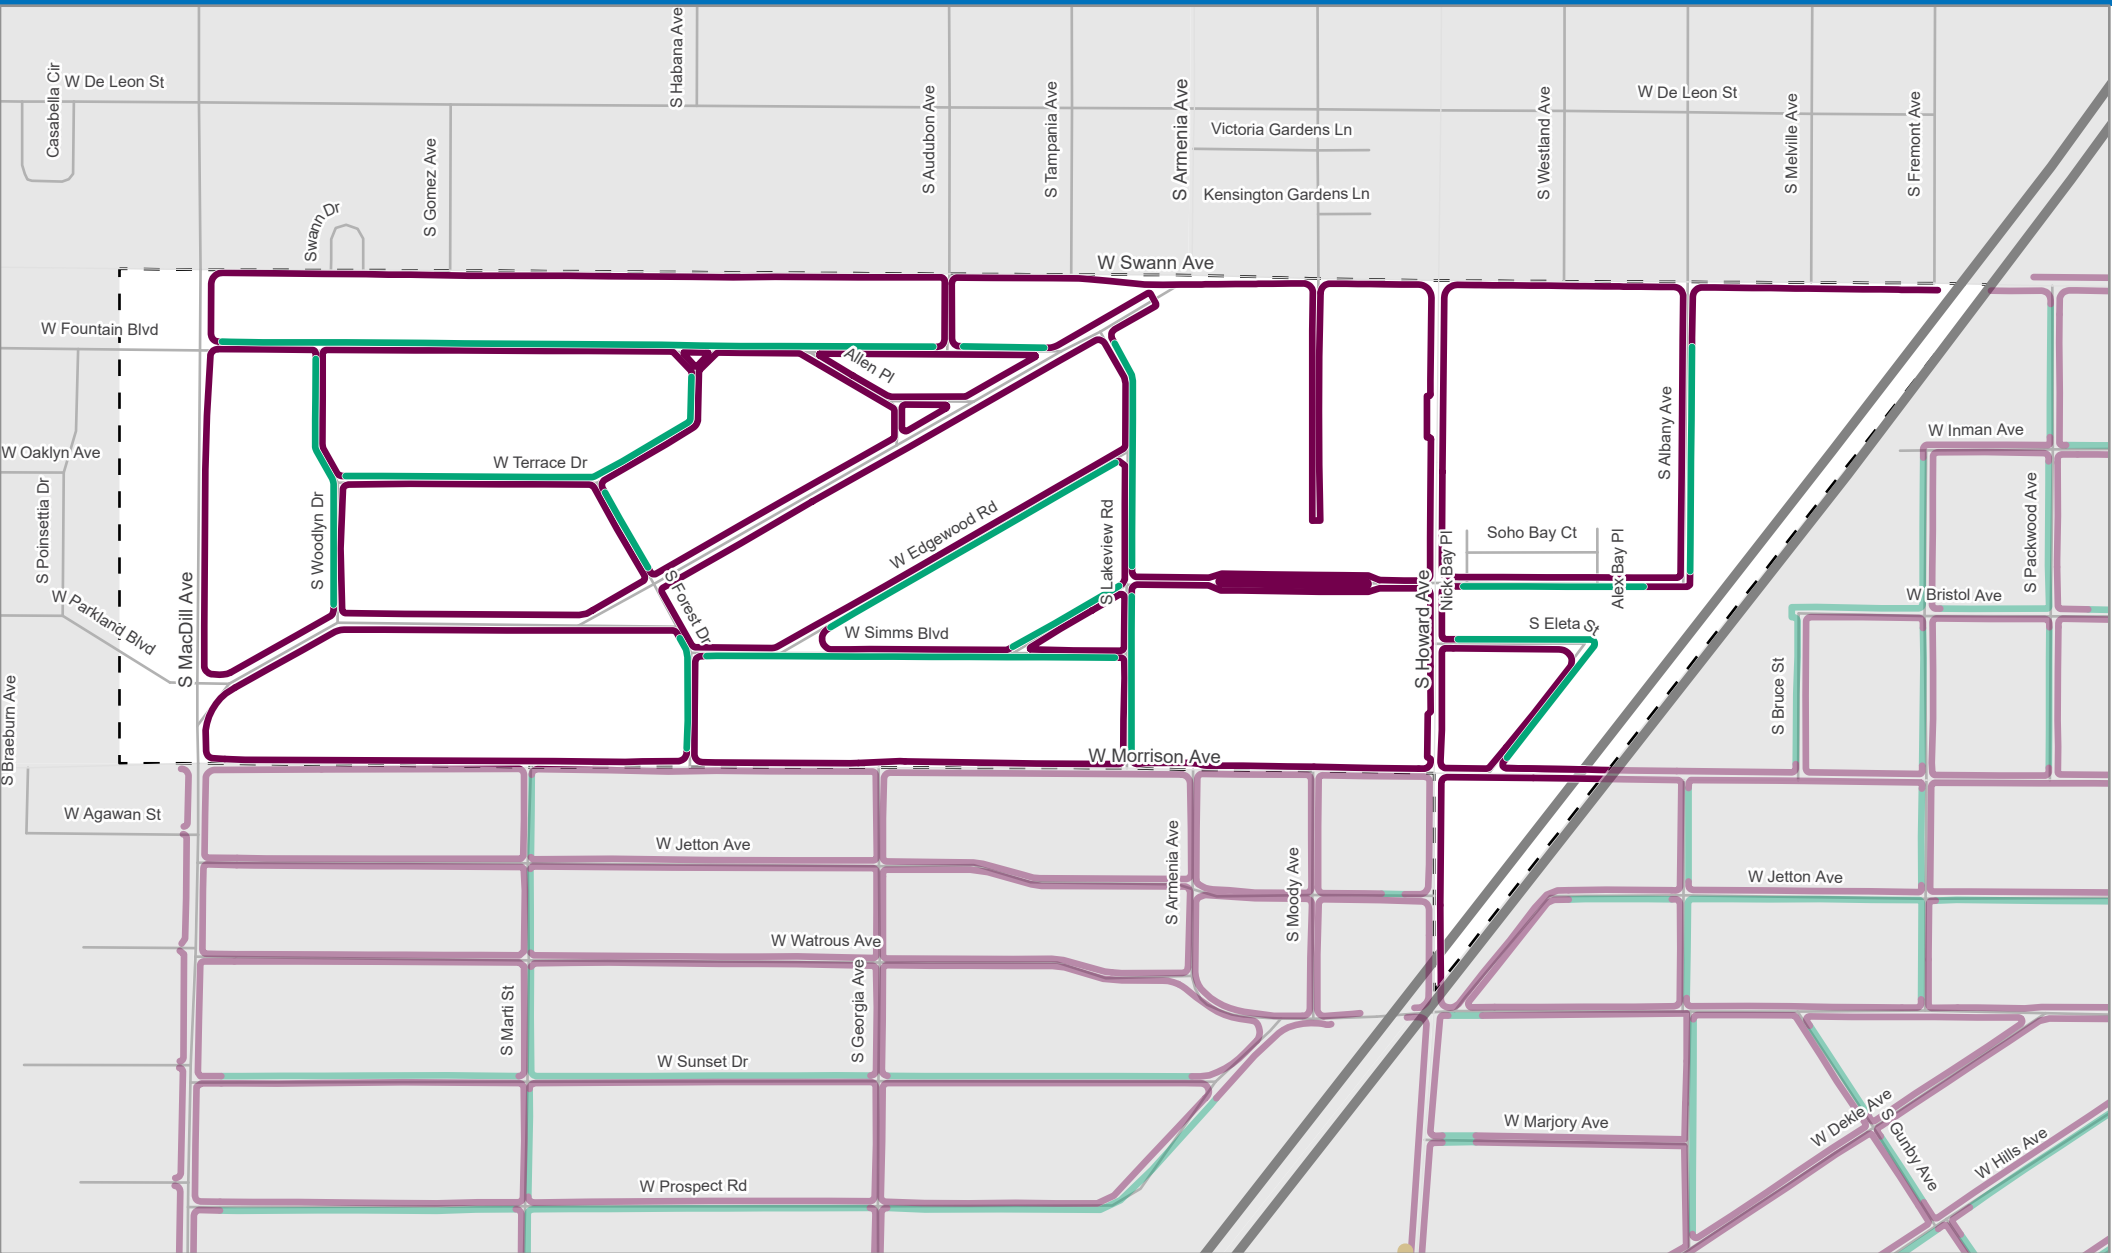 Casabella Cir
W De Leon St
S Habana Ave
S Gomez Ave
S Audubon Ave
S Tampania Ave
S Armenia Ave
W De Leon St
Victoria Gardens Ln
Kensington Gardens Ln
S Westland Ave
S Melville Ave
S Fremont Ave
Swann Dr
W Swann Ave
W Fountain Blvd
Allen Pl
W Oaklyn Ave
S Poinsettia Dr
W Terrace Dr
S Woodlyn Dr
S Albany Ave
W Inman Ave
S Packwood Ave
W Edgewood Rd
S Lakeview Rd
Soho Bay Ct
Nick Bay Pl
Alex Bay Pl
W Parkland Blvd
S MacDill Ave
S Forest Dr
W Simms Blvd
S Howard Ave
S Eleta St
W Bristol Ave
S Bruce St
S Braeburn Ave
W Morrison Ave
W Agawan St
W Jetton Ave
S Armenia Ave
S Moody Ave
W Jetton Ave
W Watrous Ave
S Marti St
S Georgia Ave
W Sunset Dr
W Marjory Ave
W Dekle Ave
S Gunby Ave
W Hills Ave
W Prospect Rd